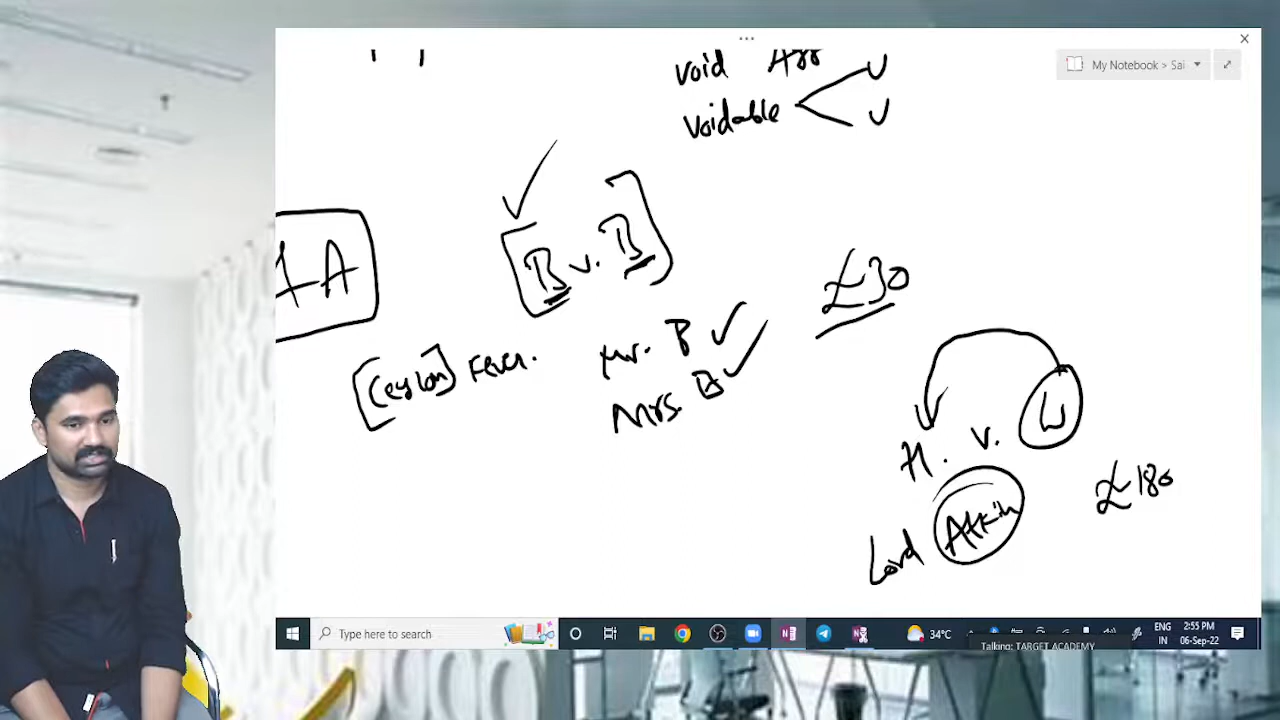 My Notebook > Sai
void Arr
voidable
[B v. B]
£30
[Ceylon] Fever.
Mr. B
Mrs. B
H. v. W
£180
Lord Atkin
Type here to search
34°C
ENG
IN
2:55 PM
06-Sep-22
Talking: TARGET ACADEMY